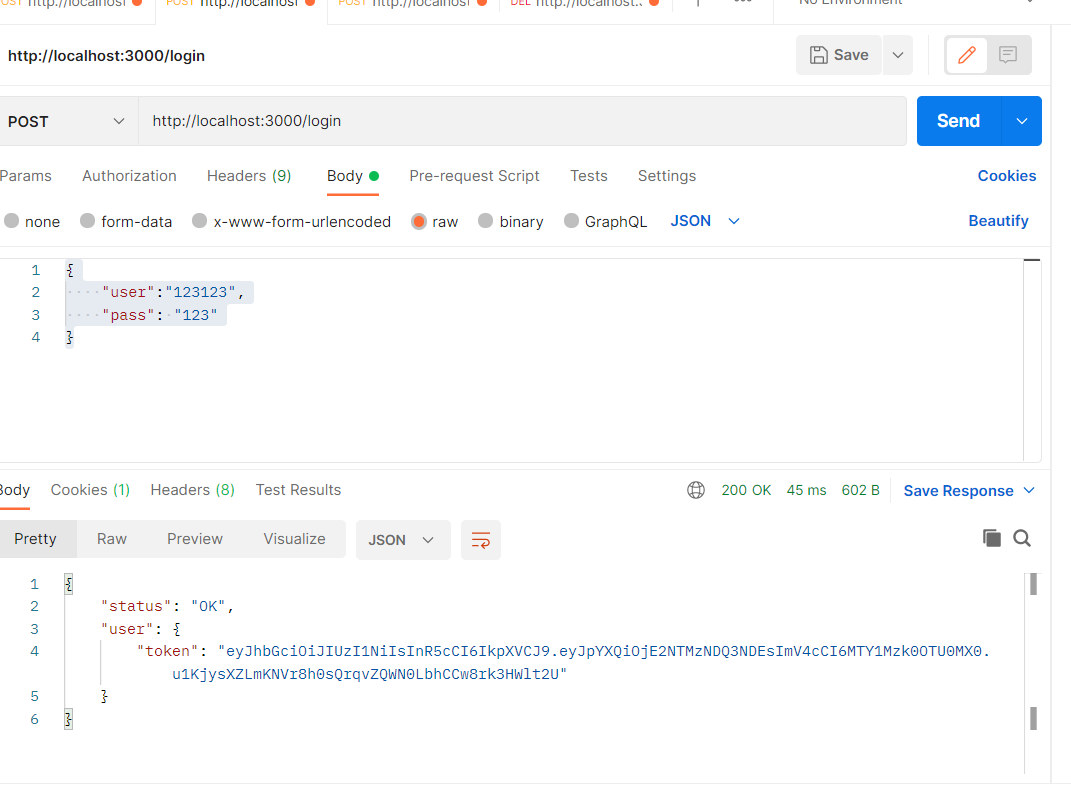 POST http://localhost POST http://localhost POST http://localhost DEL http://localhost.. No Environment
http://localhost:3000/login Save
POST http://localhost:3000/login Send
Params Authorization Headers (9) Body Pre-request Script Tests Settings Cookies
none form-data x-www-form-urlencoded raw binary GraphQL JSON Beautify
1 {
2 "user":"123123",
3 "pass": "123"
4 }
Body Cookies (1) Headers (8) Test Results 200 OK 45 ms 602 B Save Response
Pretty Raw Preview Visualize JSON
1 {
2 "status": "OK",
3 "user": {
4 "token": "eyJhbGciOiJIUzI1NiIsInR5cCI6IkpXVCJ9.eyJpYXQiOjE2NTMzNDQ3NDEsImV4cCI6MTY1Mzk0OTU0MX0.
u1KjysXZLmKNVr8h0sQrqvZQWN0LbhCCw8rk3HWlt2U"
5 }
6 }